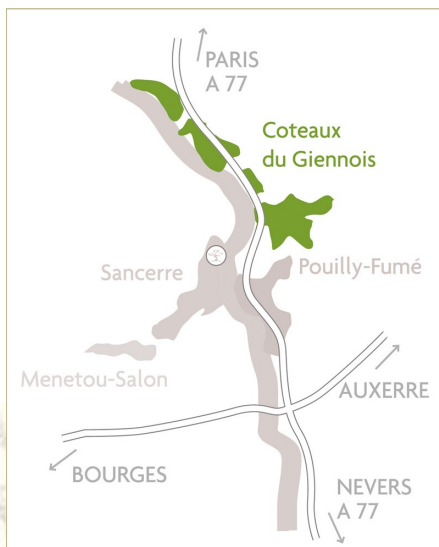 PARIS
A 77
Coteaux
du Giennois
Sancerre
Pouilly-Fumé
Menetou-Salon
AUXERRE
BOURGES
NEVERS
A 77